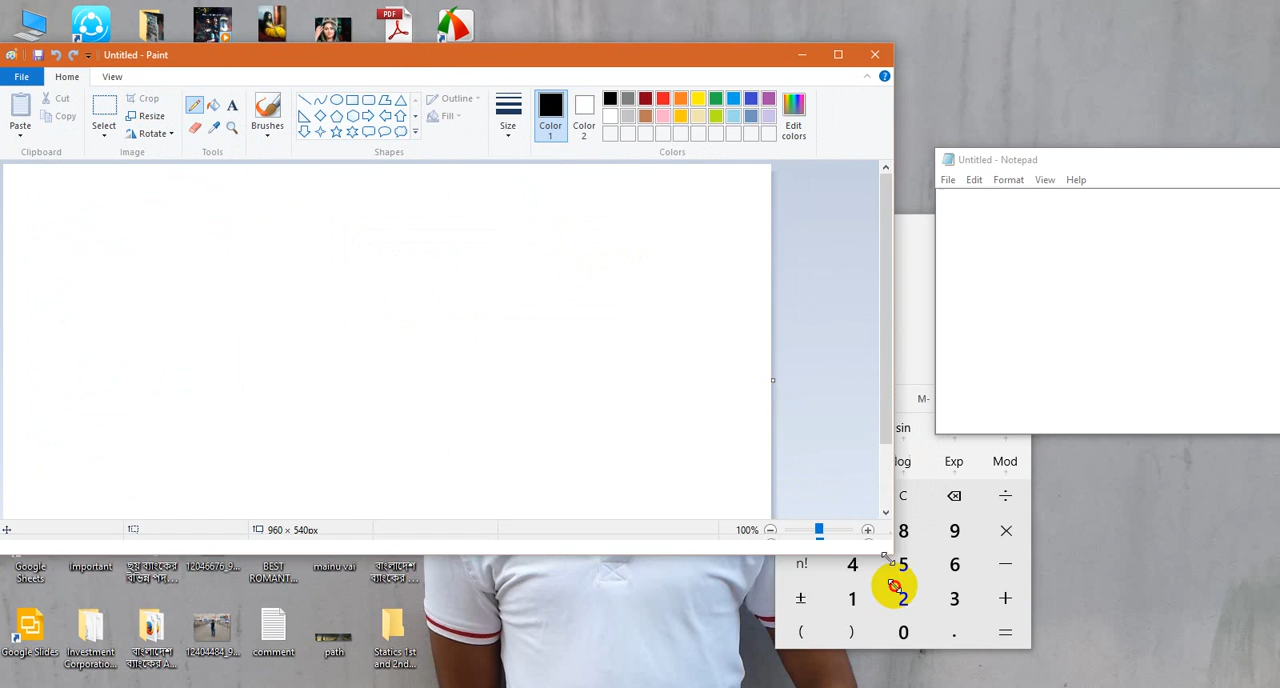 PDF
Untitled - Paint
File
Home
View
Paste
Cut
Copy
Clipboard
Select
Crop
Resize
Rotate
Image
A
Tools
Brushes
Shapes
Outline
Fill
Size
Color
1
Color
2
Edit
colors
Colors
960 × 540px
100%
Untitled - Notepad
File Edit Format View Help
M-
sin
log Exp Mod
C ÷
8 9 ×
n! 4 5 6 −
± 1 2 3 +
( ) 0 . =
Google
Sheets
Important
12046676_9...
BEST
ROMANT...
mainu vai
বাংলাদেশ
ব্যাংকের ...
Google Slides
Investment
Corporatio...
বাংলাদেশ
ব্যাংকের A...
12404484_9...
comment
path
Statics 1st
and 2nd...